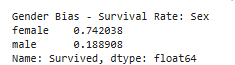 Gender Bias - Survival Rate: Sex
female    0.742038
male      0.188908
Name: Survived, dtype: float64